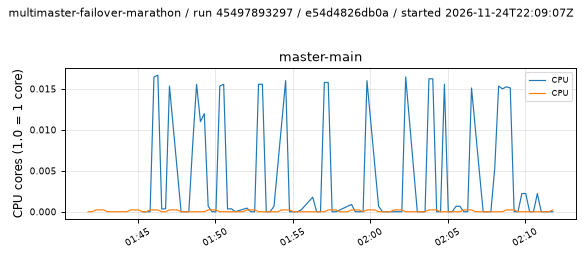 multimaster-failover-marathon / run 45497893297 / e54d4826db0a / started 2026-11-24T22:09:07Z
master-main
CPU cores (1.0 = 1 core)
0.015
0.010
0.005
0.000
CPU
CPU
01:45
01:50
01:55
02:00
02:05
02:10